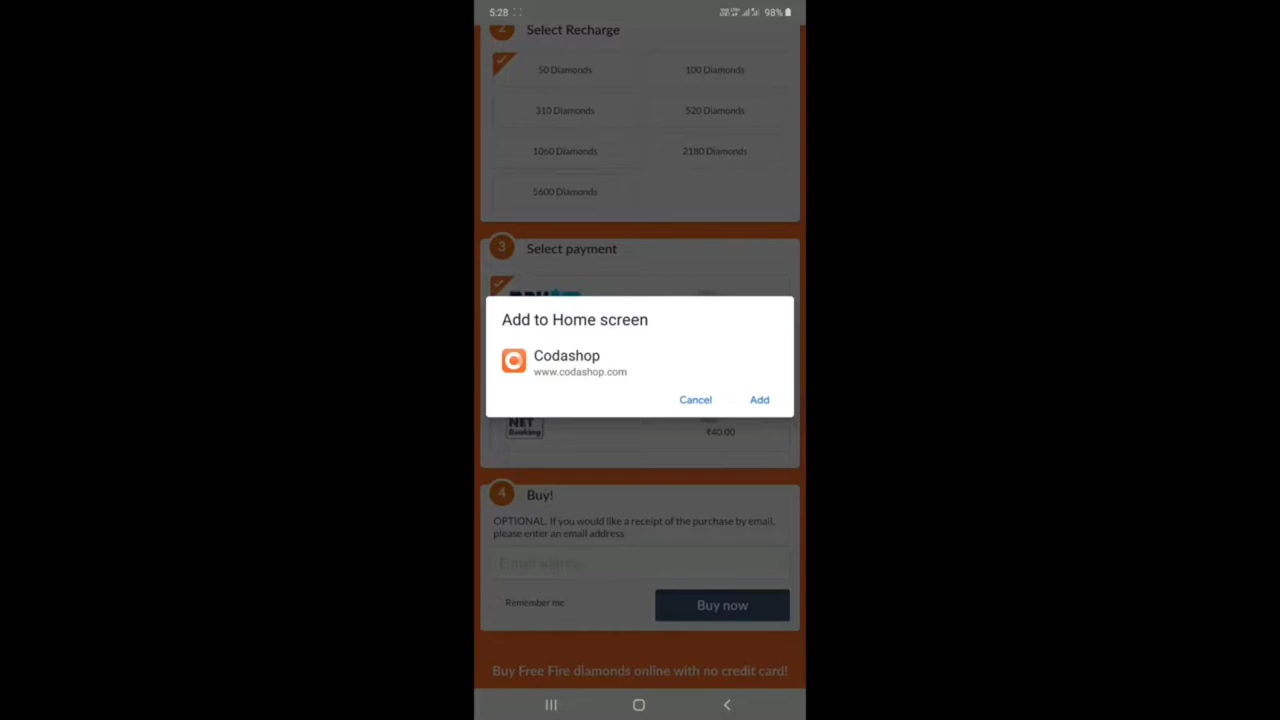 5:28
98%
2 Select Recharge
50 Diamonds 100 Diamonds
310 Diamonds 520 Diamonds
1060 Diamonds 2180 Diamonds
5600 Diamonds
3 Select payment
Add to Home screen
Codashop
www.codashop.com
Cancel Add
NET
Banking
₹40.00
4 Buy!
OPTIONAL. If you would like a receipt of the purchase by email,
please enter an email address
Remember me
Buy now
Buy Free Fire diamonds online with no credit card!